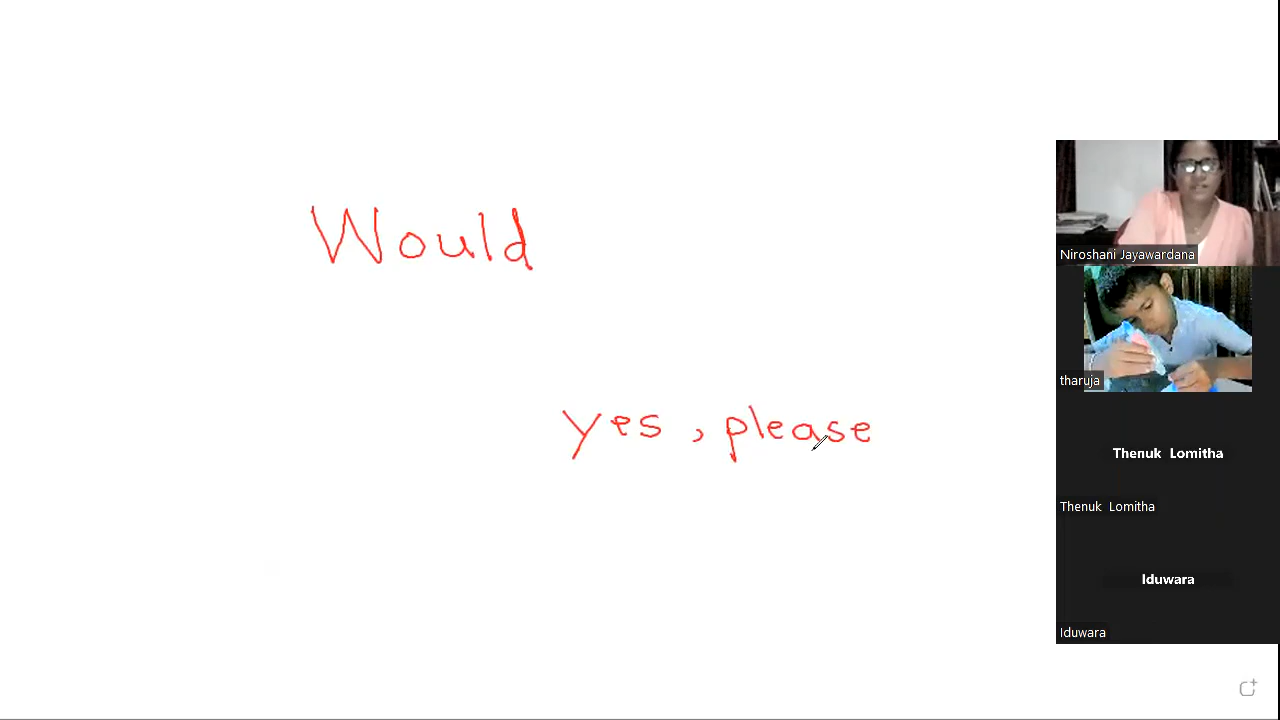 Would
yes, please
Niroshani Jayawardana
tharuja
Thenuk Lomitha
Thenuk Lomitha
Iduwara
Iduwara